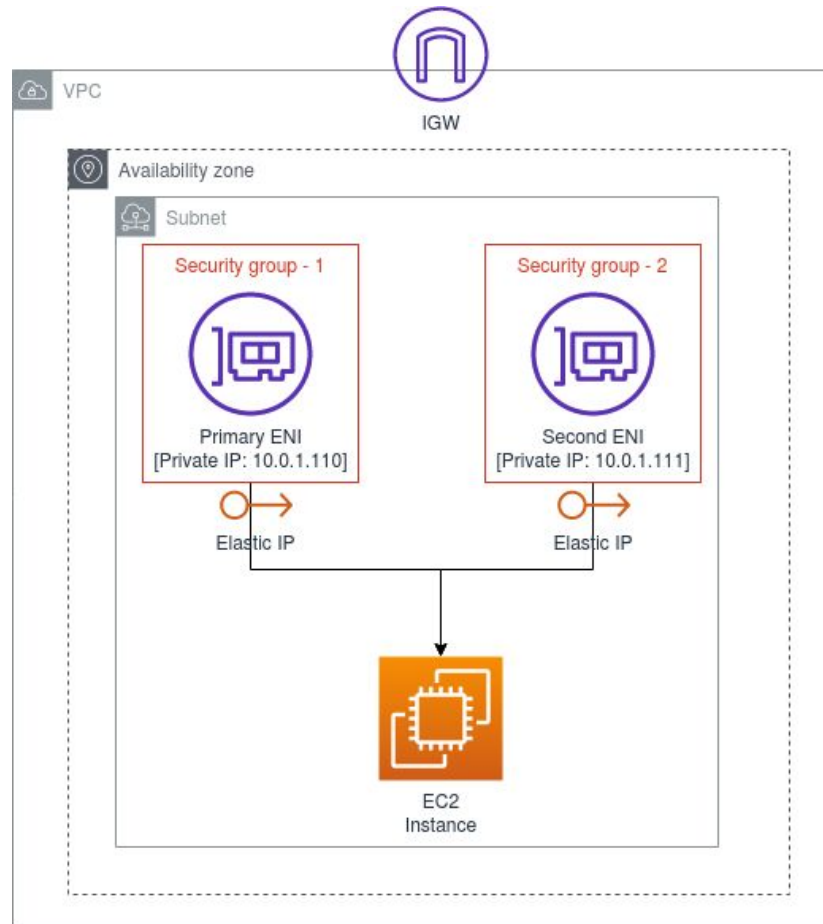 IGW
VPC
Availability zone
Subnet
Security group - 1
Security group - 2
Primary ENI
[Private IP: 10.0.1.110]
Second ENI
[Private IP: 10.0.1.111]
Elastic IP
Elastic IP
EC2
Instance